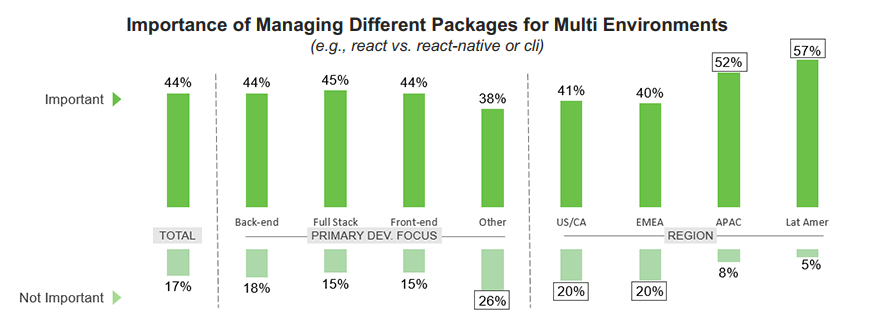 Importance of Managing Different Packages for Multi Environments
(e.g., react vs. react-native or cli)
Important
44%
44%
45%
44%
38%
41%
40%
52%
57%
Back-end
Full Stack
Front-end
Other
US/CA
EMEA
APAC
Lat Amer
TOTAL
PRIMARY DEV. FOCUS
REGION
Not Important
17%
18%
15%
15%
26%
20%
20%
8%
5%